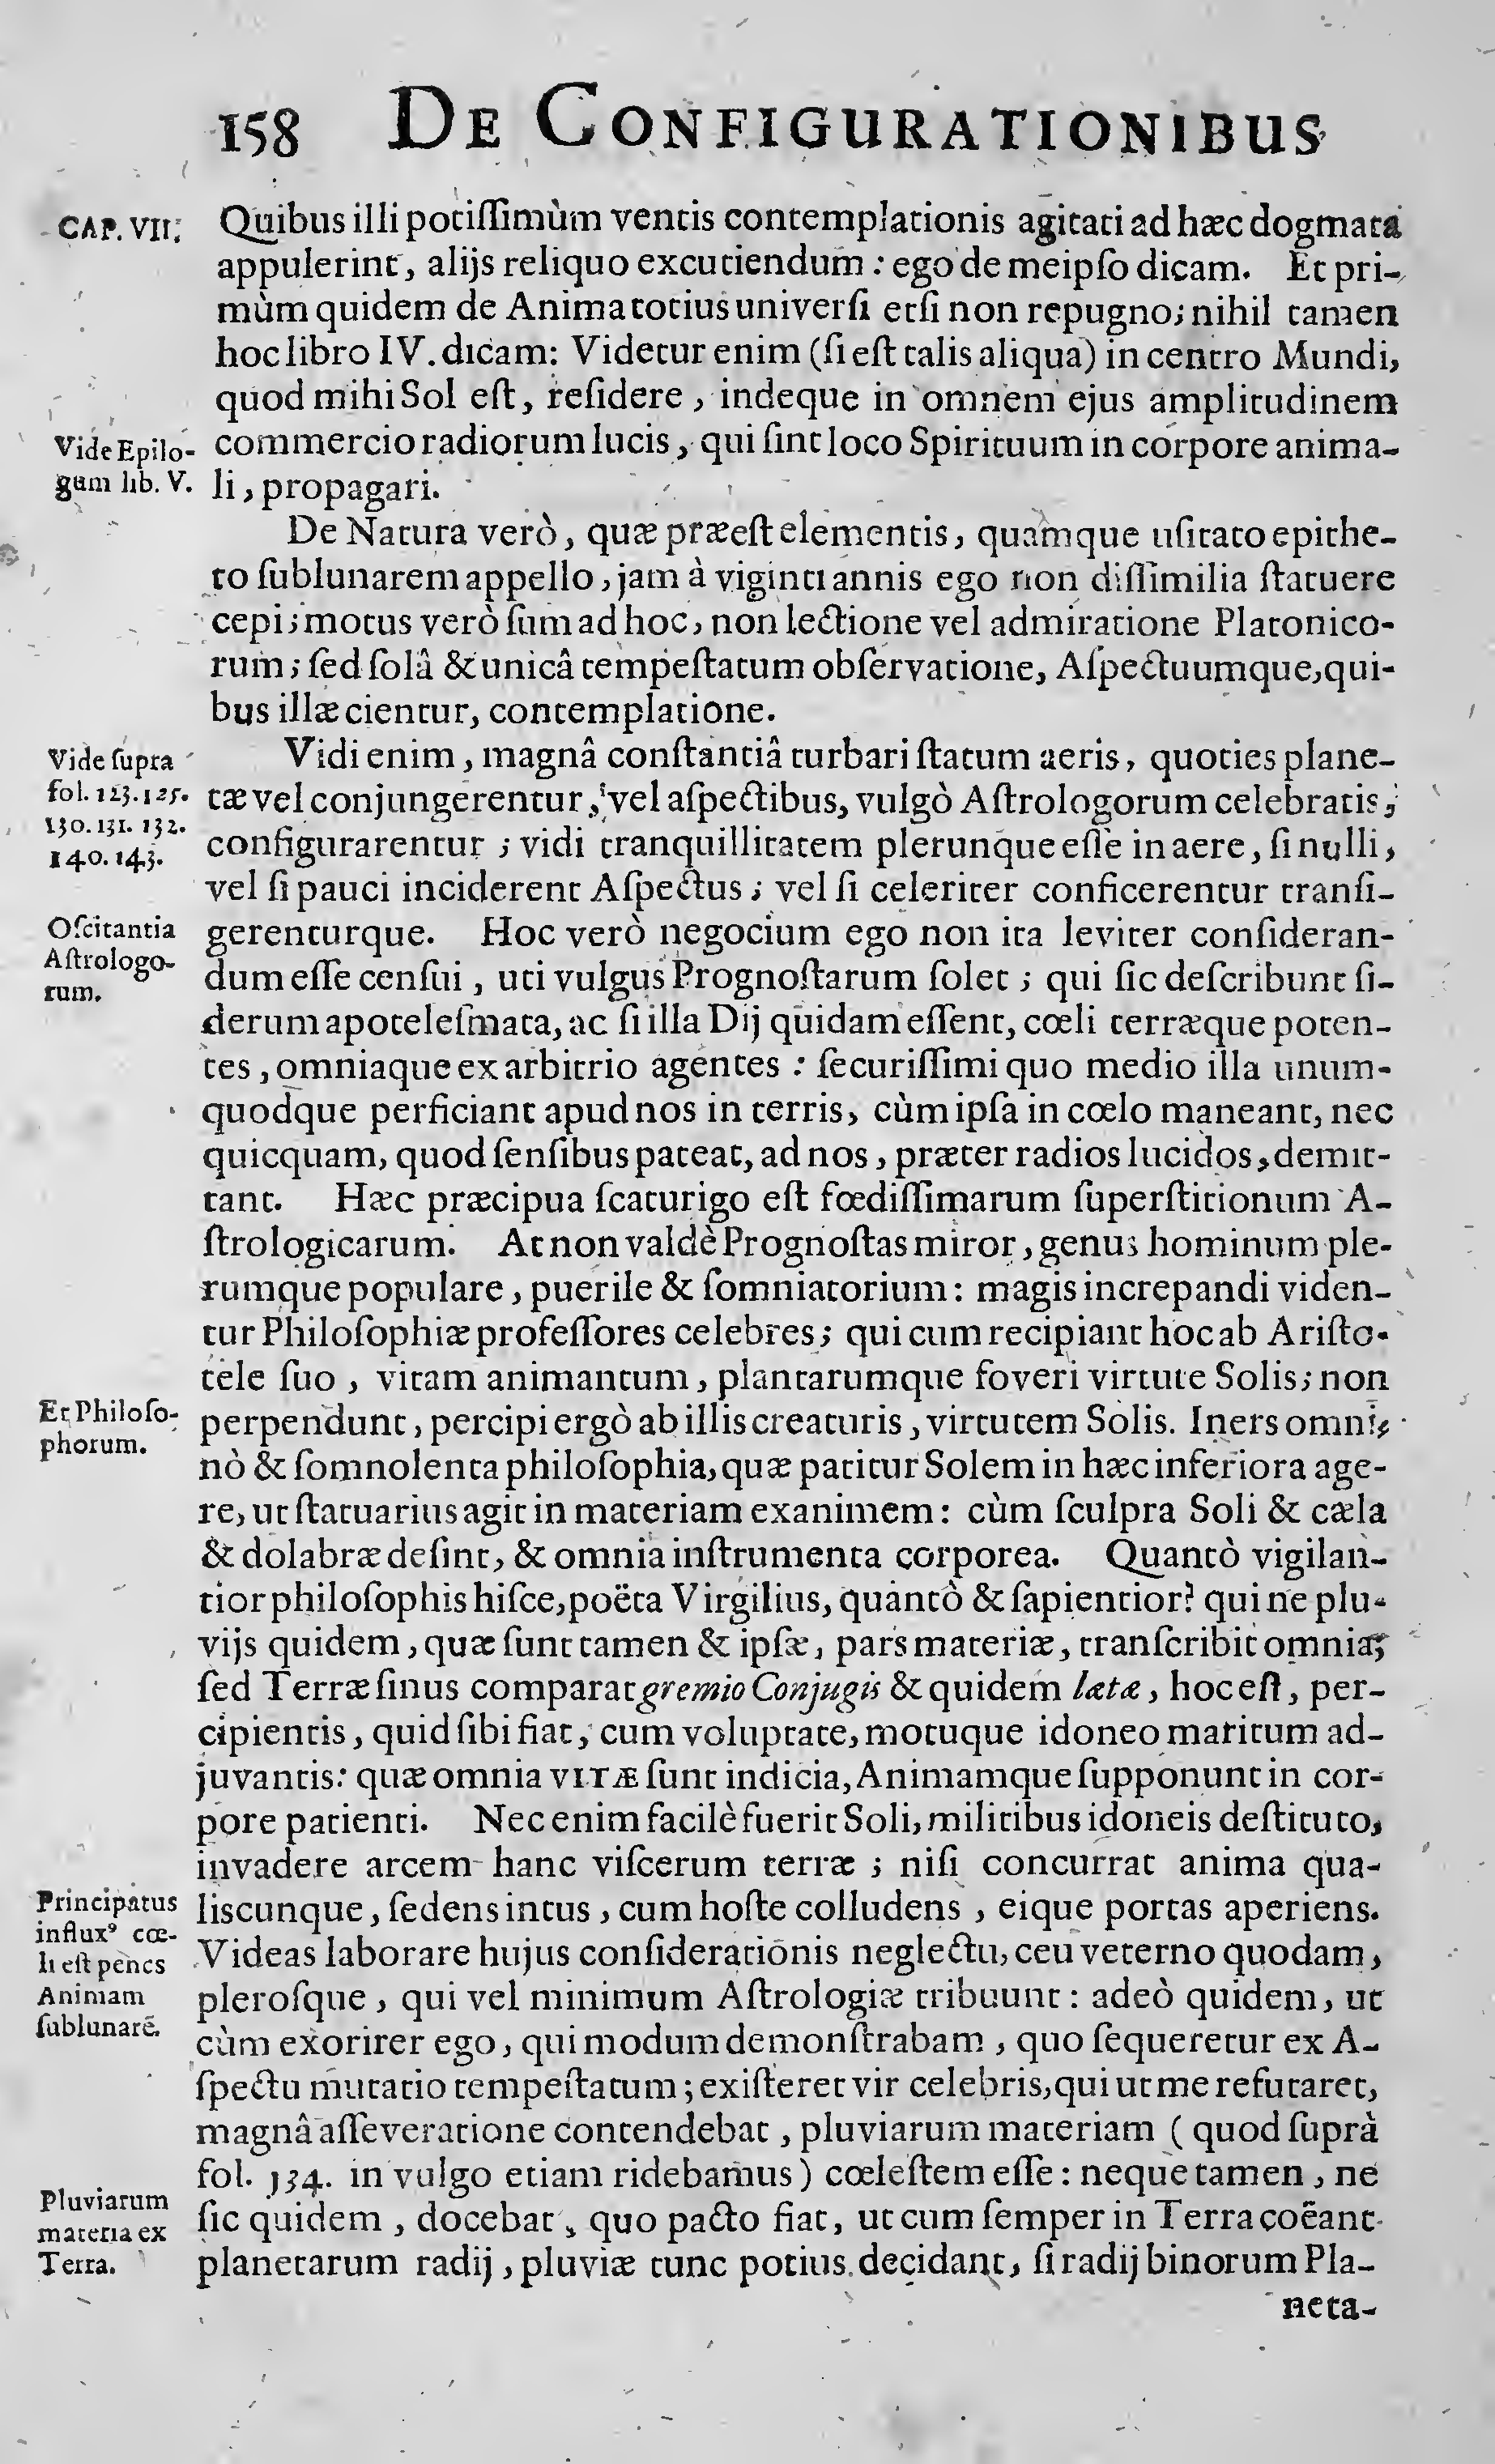 158 DE CONFIGURATIONIBUS
CAP. VII.
Quibus illi potiſſimùm ventis contemplationis agitati ad hæc dogmata
appulerint, alijs reliquo excutiendum: ego de meipſo dicam. Et pri-
mùm quidem de Anima totius univerſi etſi non repugno; nihil tamen
hoc libro IV. dicam: Videtur enim (ſi eſt talis aliqua) in centro Mundi,
quod mihi Sol eſt, reſidere, indeque in omnem ejus amplitudinem
Vide Epilo-
gum lib. V.
commercio radiorum lucis, qui ſint loco Spirituum in corpore anima-
li, propagari.
De Natura verò, quæ præeſt elementis, quamque uſitato epithe-
to ſublunarem appello, jam à viginti annis ego non diſſimilia ſtatuere
cepi; motus verò ſum ad hoc, non lectione vel admiratione Platonico-
rum; ſed ſolâ & unicâ tempeſtatum obſervatione, Aſpectuumque, qui-
bus illæ cientur, contemplatione.
Vide ſupra
fol. 123. 125.
130. 131. 132.
140. 143.
Vidi enim, magnâ conſtantiâ turbari ſtatum aeris, quoties plane-
tæ vel conjungerentur, vel aſpectibus, vulgò Aſtrologorum celebratis,
configurarentur; vidi tranquillitatem plerunque eſſe in aere, ſi nulli,
vel ſi pauci inciderent Aſpectus; vel ſi celeriter conficerentur tranſi-
Oſcitantia
Aſtrologo-
rum.
gerenturque. Hoc verò negocium ego non ita leviter conſideran-
dum eſſe cenſui, uti vulgus Prognoſtarum ſolet; qui ſic deſcribunt ſi-
derum apoteleſmata, ac ſi illa Dij quidam eſſent, cœli terræque poten-
tes, omniaque ex arbitrio agentes: ſecuriſſimi quo medio illa unum-
quodque perficiant apud nos in terris, cùm ipſa in cœlo maneant, nec
quicquam, quod ſenſibus pateat, ad nos, præter radios lucidos, demit-
tant. Hæc præcipua ſcaturigo eſt fœdiſſimarum ſuperſtitionum A-
ſtrologicarum. At non valdè Prognoſtas miror, genus hominum ple-
rumque populare, puerile & ſomniatorium: magis increpandi viden-
tur Philoſophiæ profeſſores celebres; qui cum recipiant hoc ab Ariſto-
tele ſuo, vitam animantum, plantarumque foveri virtute Solis; non
Et Philoſo-
phorum.
perpendunt, percipi ergò ab illis creaturis, virtutem Solis. Iners omni-
nò & ſomnolenta philoſophia, quæ patitur Solem in hæc inferiora age-
re, ut ſtatuarius agit in materiam exanimem: cùm ſculpra Soli & cæla
& dolabræ deſint, & omnia inſtrumenta corporea. Quantò vigilan-
tior philoſophis hiſce, poëta Virgilius, quantò & ſapientior? qui ne plu-
vijs quidem, quæ ſunt tamen & ipſæ, pars materiæ, tranſcribit omnia;
ſed Terræ ſinus comparat gremio Conjugis & quidem lætæ, hoc eſt, per-
cipientis, quid ſibi fiat, cum voluptate, motuque idoneo maritum ad-
juvantis: quæ omnia VITÆ ſunt indicia, Animamque ſupponunt in cor-
pore patienti. Nec enim facilè fuerit Soli, militibus idoneis deſtituto,
invadere arcem hanc viſcerum terræ; niſi concurrat anima qua-
Principatus
influx⁹ cœ-
li eſt penes
Animam
ſublunarē.
liscunque, ſedens intus, cum hoſte colludens, eique portas aperiens.
Videas laborare hujus conſiderationis neglectu, ceu veterno quodam,
pleroſque, qui vel minimum Aſtrologiæ tribuunt: adeò quidem, ut
cùm exorirer ego, qui modum demonſtrabam, quo ſequeretur ex A-
ſpectu mutatio tempeſtatum; exiſteret vir celebris, qui ut me refutaret,
magnâ aſſeveratione contendebat, pluviarum materiam (quod ſuprà
fol. 134. in vulgo etiam ridebamus) cœleſtem eſſe: neque tamen, ne
Pluviarum
materia ex
Terra.
ſic quidem, docebat, quo pacto fiat, ut cum ſemper in Terra coëant
planetarum radij, pluviæ tunc potius decidant, ſi radij binorum Pla-
neta-